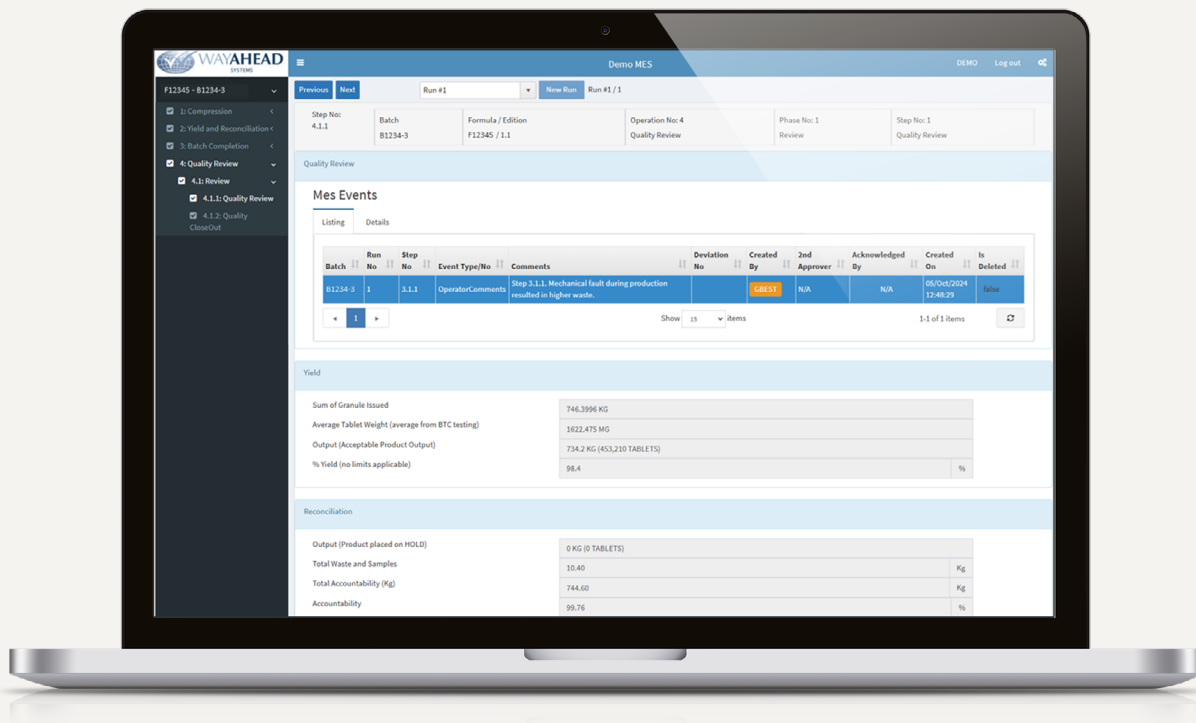 WAYAHEAD
SYSTEMS
Demo MES
DEMO
Log out
F12345 - B1234-3
Previous
Next
Run #1
New Run
Run #1 / 1
1: Compression
2: Yield and Reconciliation
3: Batch Completion
4: Quality Review
4.1: Review
4.1.1: Quality Review
4.1.2: Quality
CloseOut
Step No:
4.1.1
Batch
B1234-3
Formula / Edition
F12345 / 1.1
Operation No: 4
Quality Review
Phase No: 1
Review
Step No: 1
Quality Review
Quality Review
Mes Events
Listing
Details
Batch
Run
No
Step
No
Event Type/No
Comments
Deviation
No
Created
By
2nd
Approver
Acknowledged
By
Created
On
Is
Deleted
B1234-3
1
3.1.1
OperatorComments
Step 3.1.1. Mechanical fault during production
resulted in higher waste.
GBEST
N/A
N/A
05/Oct/2024
12:48:29
false
1
Show 15 items
1-1 of 1 items
Yield
Sum of Granule Issued
746.3996 KG
Average Tablet Weight (average from BTC testing)
1622.475 MG
Output (Acceptable Product Output)
734.2 KG (453,210 TABLETS)
% Yield (no limits applicable)
98.4 %
Reconciliation
Output (Product placed on HOLD)
0 KG (0 TABLETS)
Total Waste and Samples
10.40 Kg
Total Accountability (Kg)
744.60 Kg
Accountability
99.76 %